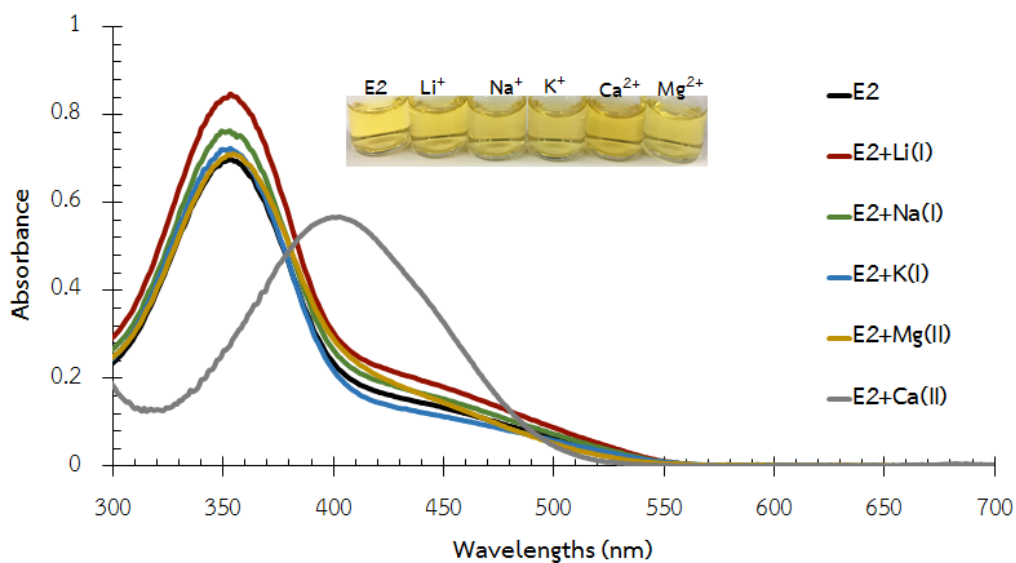 1
0.8
0.6
0.4
0.2
0
Absorbance
300 350 400 450 500 550 600 650 700
Wavelengths (nm)
E2 Li⁺ Na⁺ K⁺ Ca²⁺ Mg²⁺
E2
E2+Li(I)
E2+Na(I)
E2+K(I)
E2+Mg(II)
E2+Ca(II)